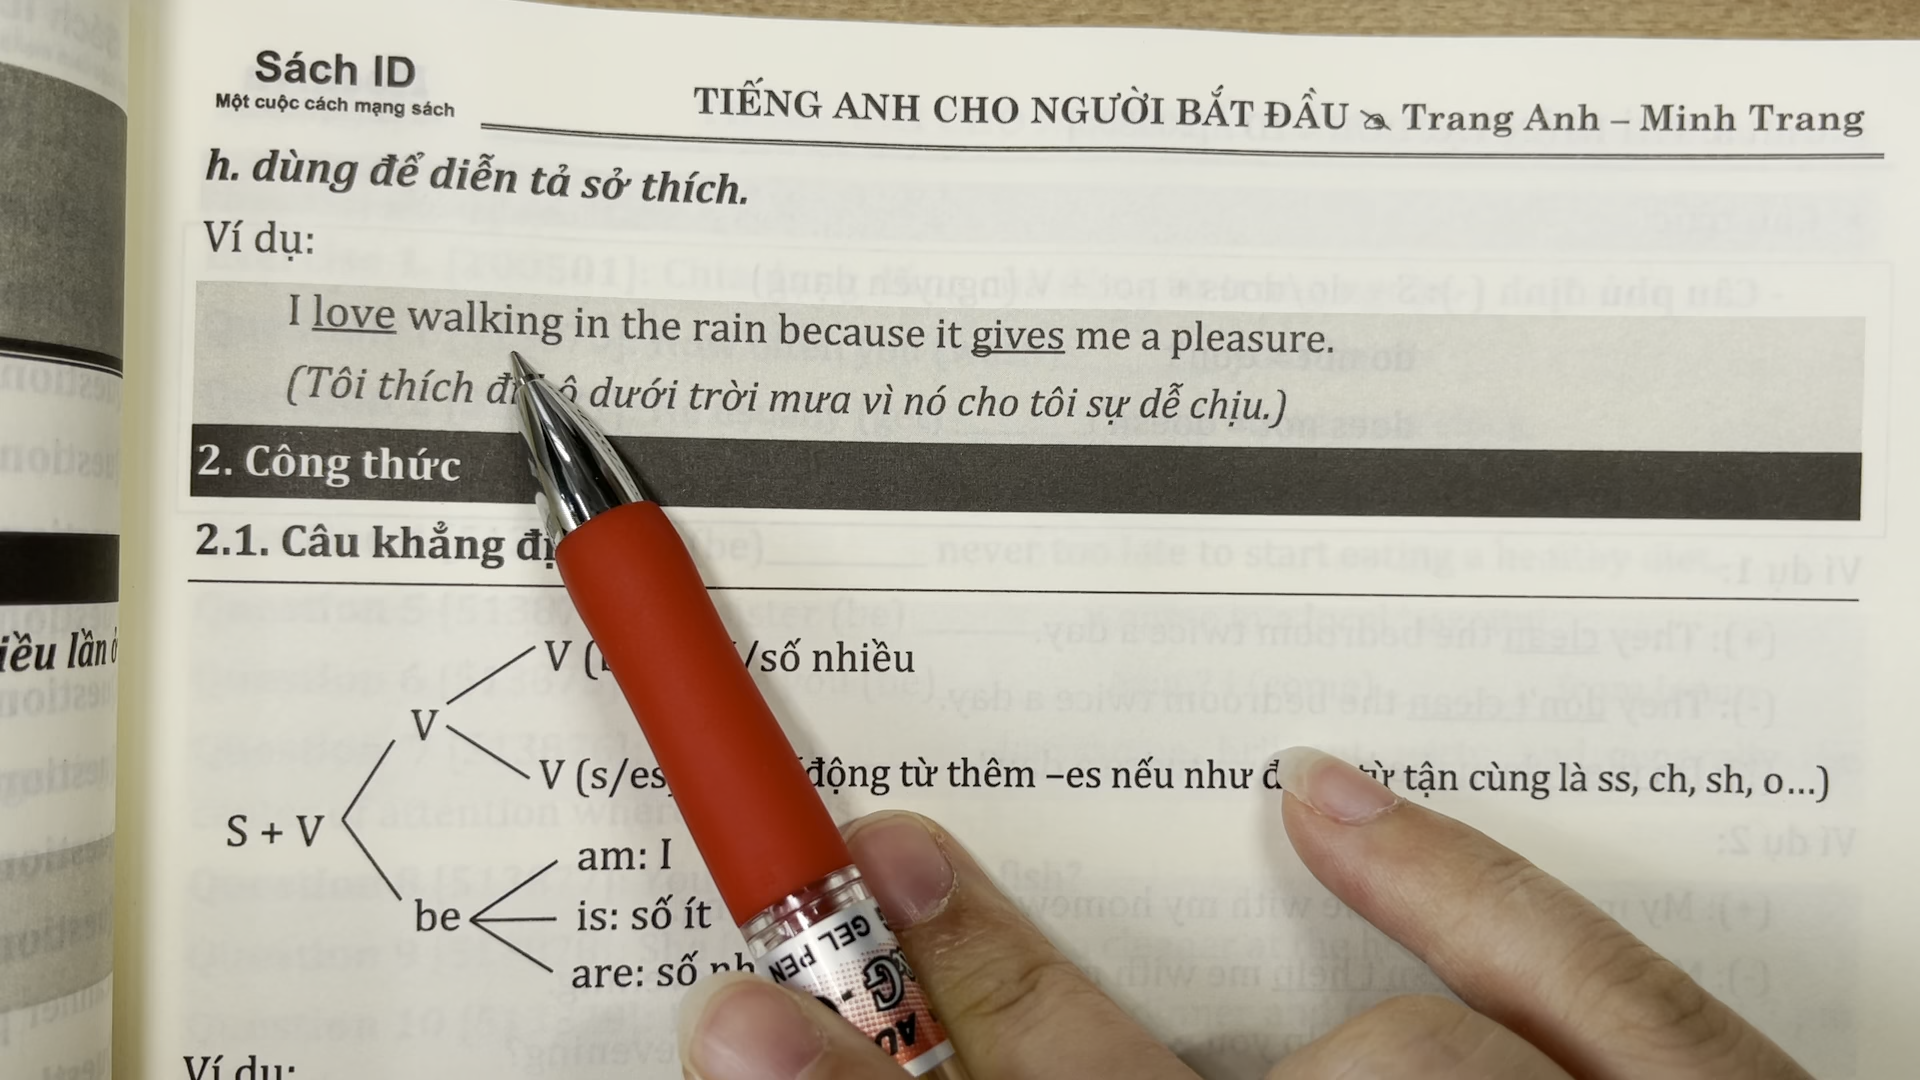 Sách ID
Một cuộc cách mạng sách
TIẾNG ANH CHO NGƯỜI BẮT ĐẦU Trang Anh – Minh Trang
h. dùng để diễn tả sở thích.
Ví dụ:
I love walking in the rain because it gives me a pleasure.
(Tôi thích dưới trời mưa vì nó cho tôi sự dễ chịu.)
2. Công thức
2.1. Câu khẳng
V ( /số nhiều
V
V (s/es động từ thêm –es nếu như từ tận cùng là ss, ch, sh, o...)
S + V
am: I
be is: số ít
are: số
Ví dụ:
iều lần
GEL PEN